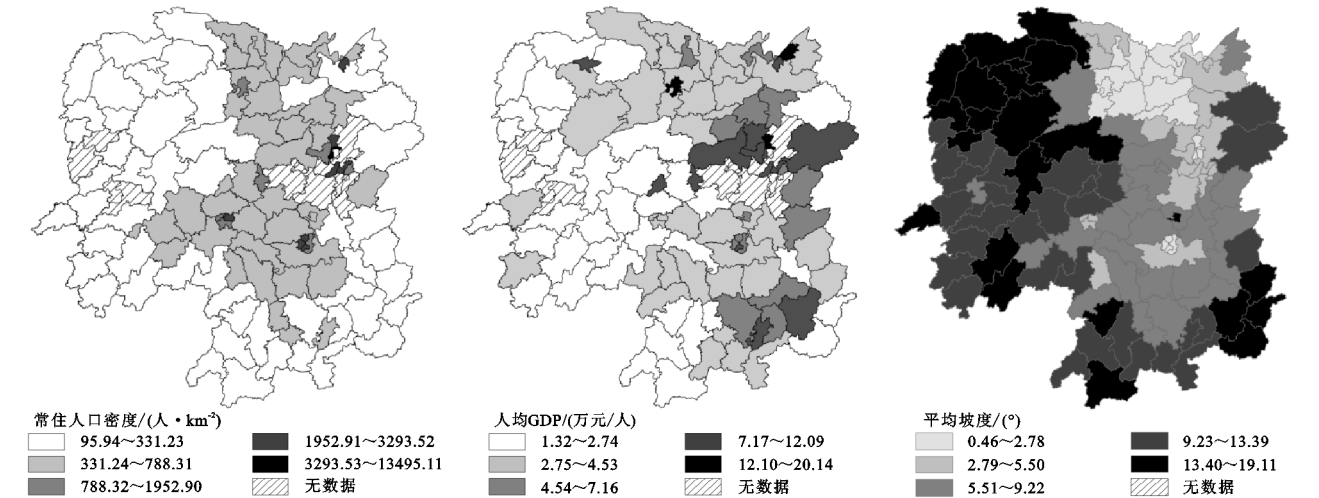 常住人口密度/(人·km⁻²)
95.94～331.23
331.24～788.31
788.32～1952.90
1952.91～3293.52
3293.53～13495.11
无数据
人均GDP/(万元/人)
1.32～2.74
2.75～4.53
4.54～7.16
7.17～12.09
12.10～20.14
无数据
平均坡度/(°)
0.46～2.78
2.79～5.50
5.51～9.22
9.23～13.39
13.40～19.11
无数据